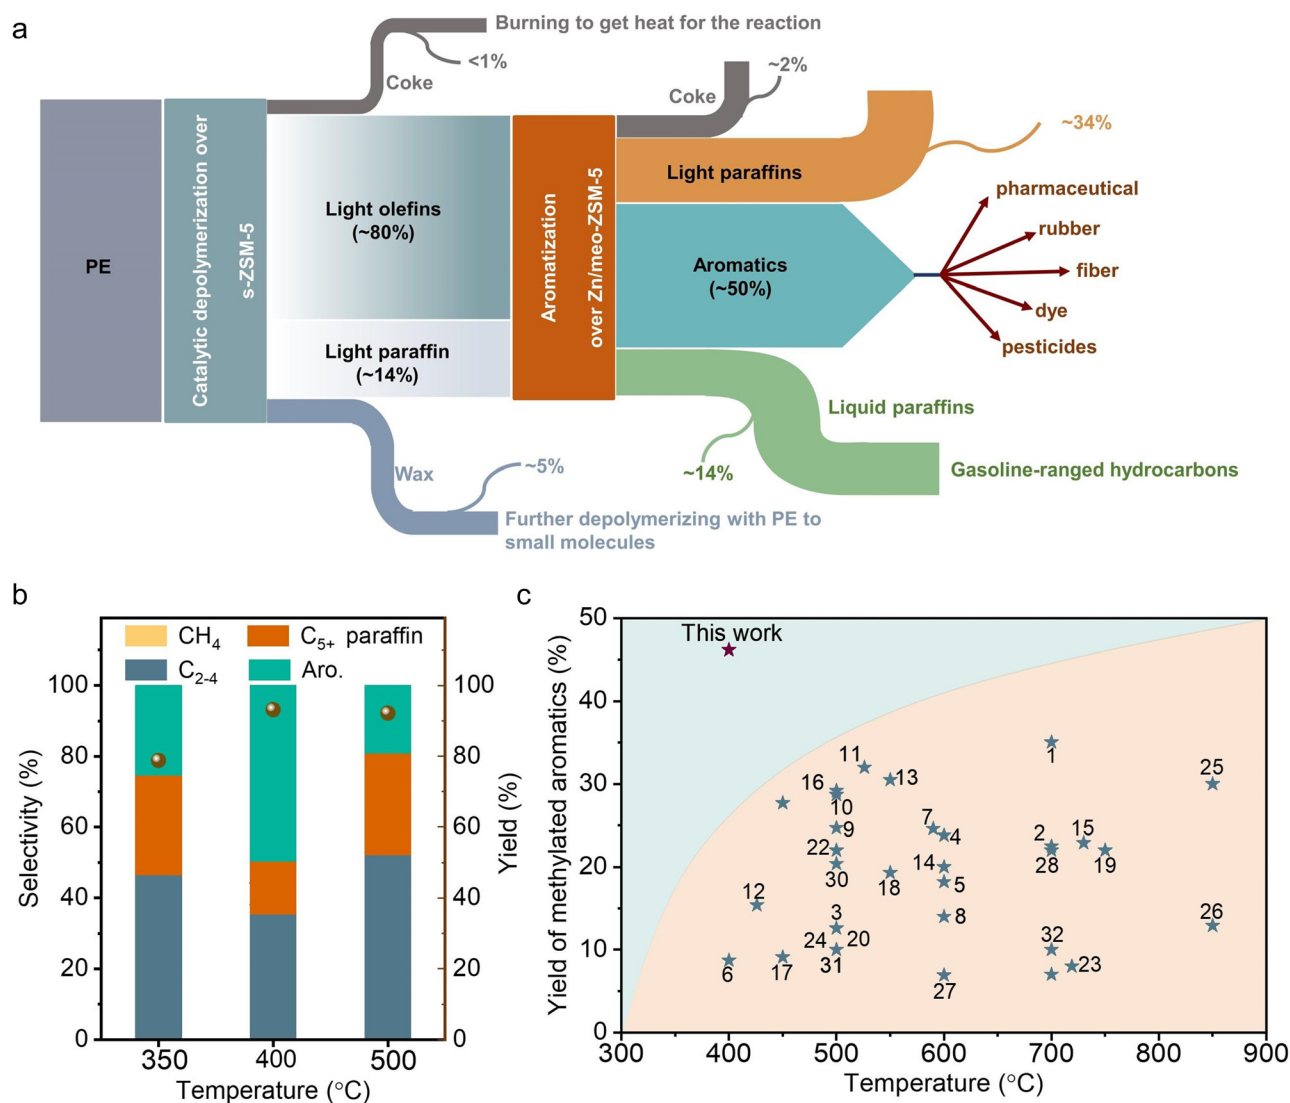 a
Burning to get heat for the reaction
<1%
Coke
~2%
Coke
~34%
Light paraffins
PE
Catalytic depolymerization over
s-ZSM-5
Light olefins
(~80%)
Light paraffin
(~14%)
Aromatization
over Zn/meo-ZSM-5
Aromatics
(~50%)
pharmaceutical
rubber
fiber
dye
pesticides
Liquid paraffins
~14%
Gasoline-ranged hydrocarbons
Wax
~5%
Further depolymerizing with PE to
small molecules
b
CH4
C5+ paraffin
C2-4
Aro.
Selectivity (%)
100
80
60
40
20
0
Yield (%)
100
80
60
40
20
0
350
400
500
Temperature (°C)
c
Yield of methylated aromatics (%)
50
40
30
20
10
0
This work
1
25
11
13
16
10
7
4
9
2
15
22
28
19
14
30
18
5
12
8
26
3
24
20
32
31
6
17
27
23
300
400
500
600
700
800
900
Temperature (°C)